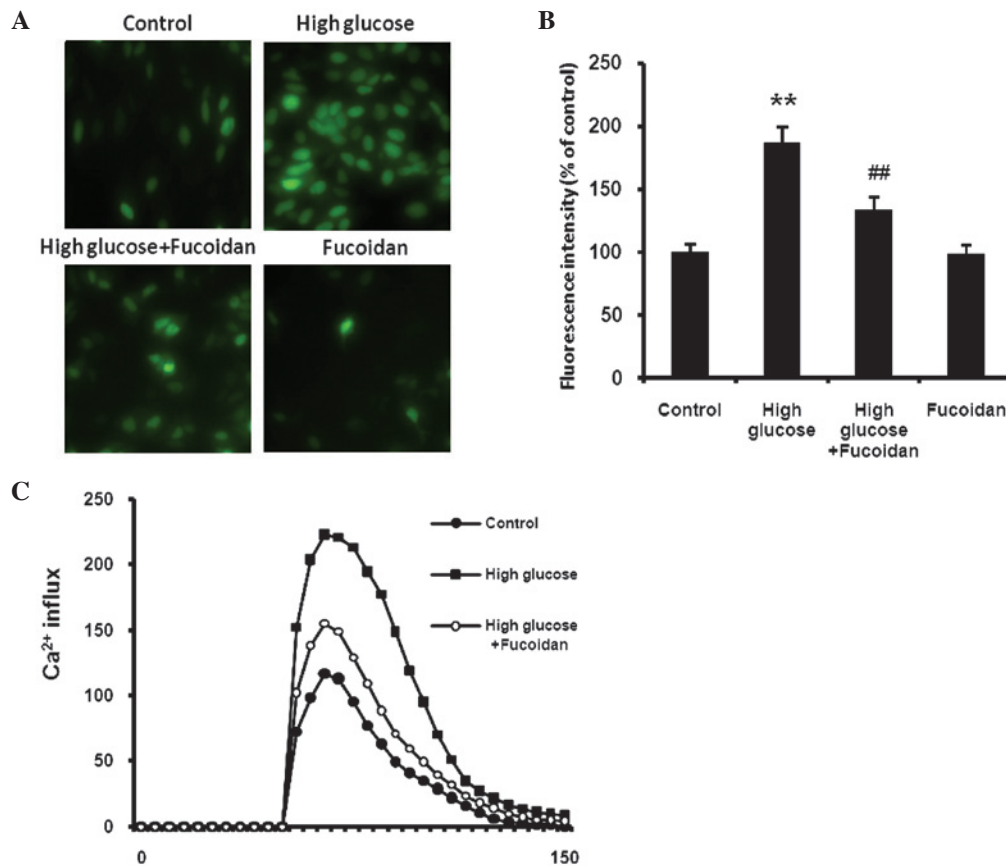 A
Control
High glucose
High glucose+Fucoidan
Fucoidan
B
Fluorescence intensity (% of control)
250
200
150
100
50
0
**
##
Control
High
glucose
High
glucose
+Fucoidan
Fucoidan
C
Ca²⁺ influx
250
200
150
100
50
0
Control
High glucose
High glucose
+Fucoidan
0
150